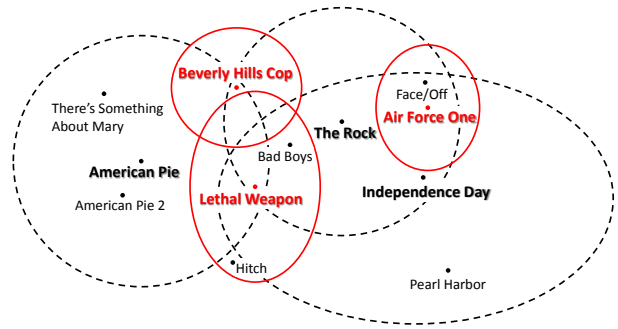 Beverly Hills Cop
Face/Off
There's Something
About Mary
Air Force One
The Rock
Bad Boys
American Pie
Independence Day
American Pie 2
Lethal Weapon
Hitch
Pearl Harbor